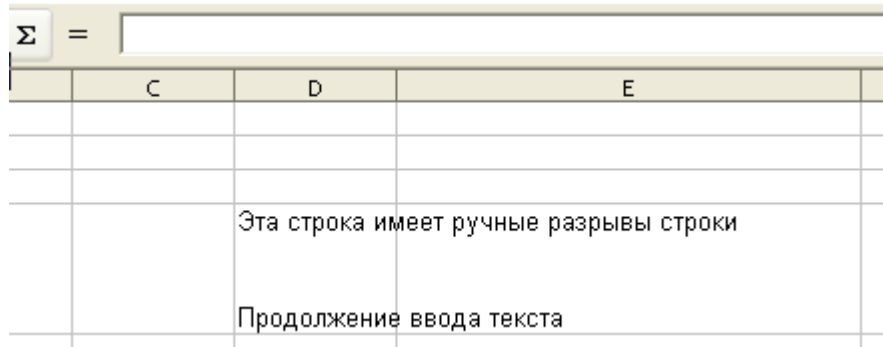 Σ =
C D E
Эта строка имеет ручные разрывы строки
Продолжение ввода текста